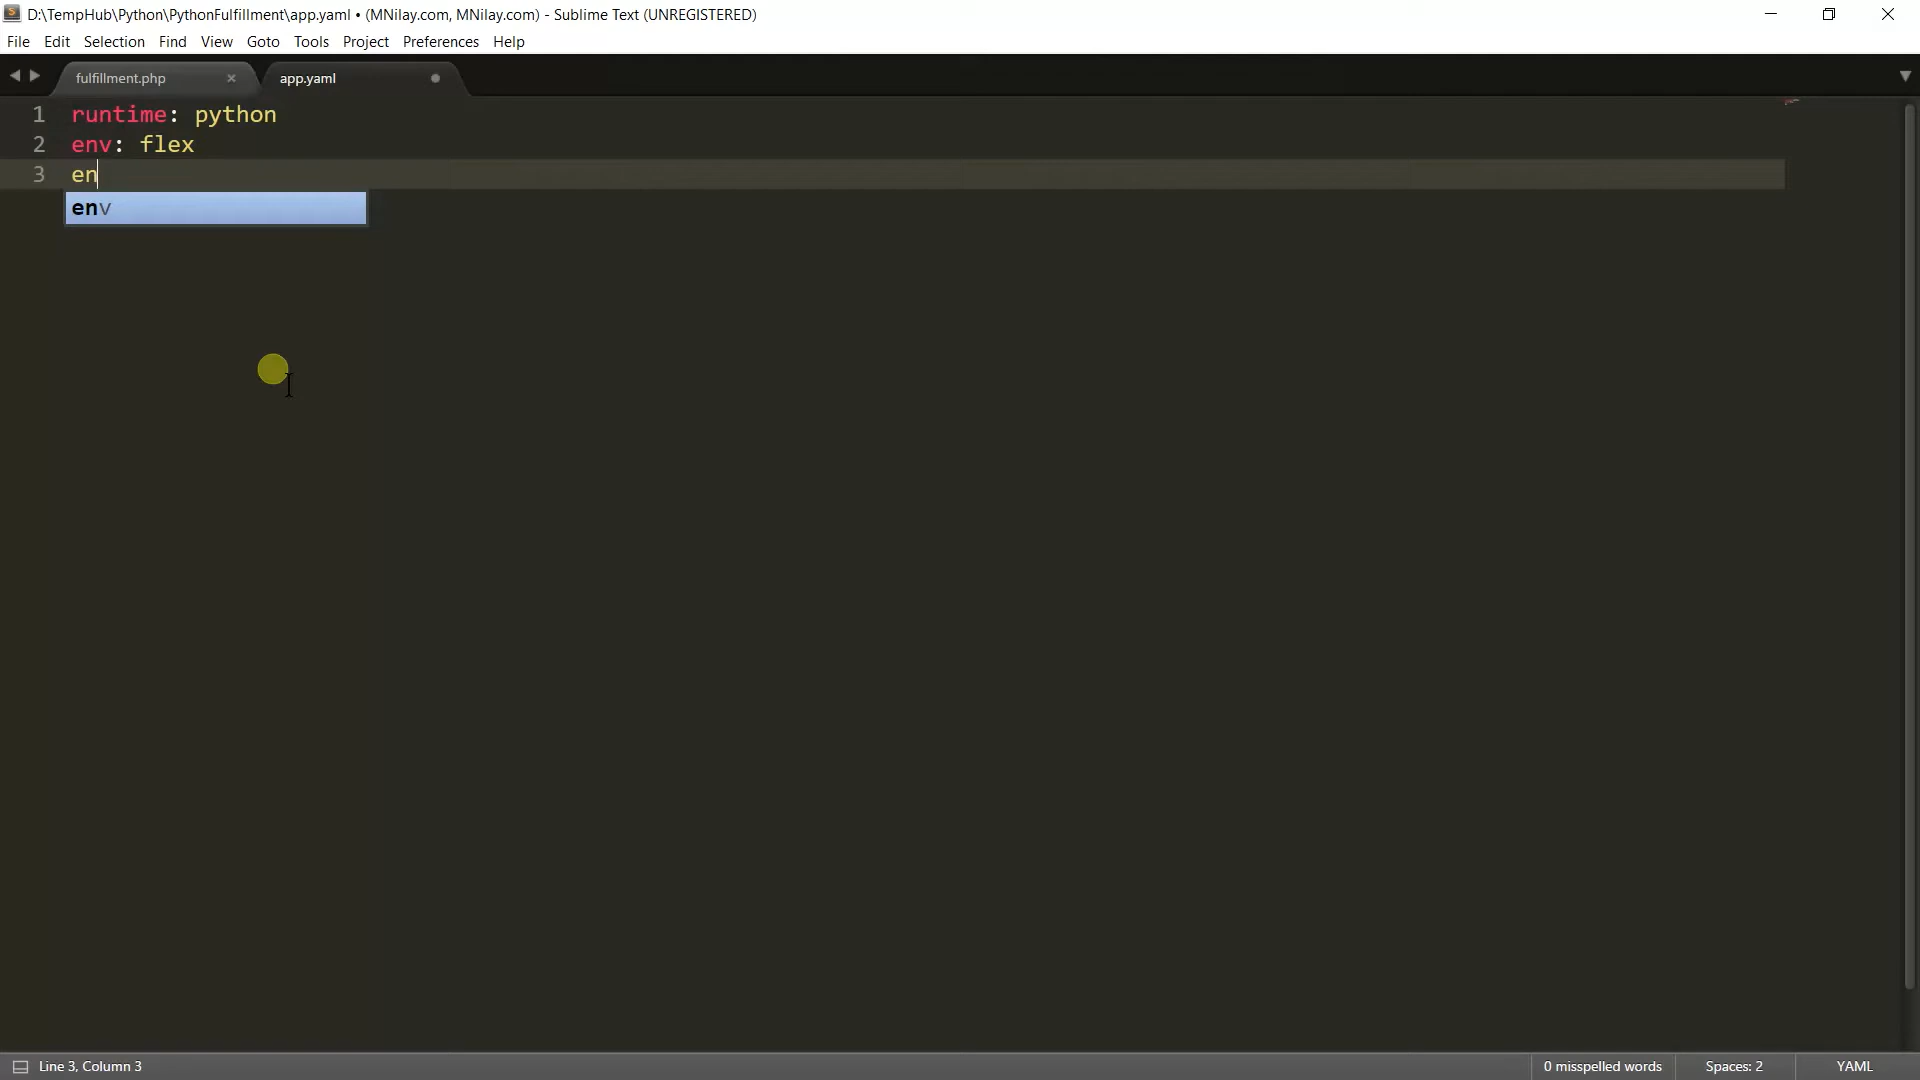 D:\TempHub\Python\PythonFulfillment\app.yaml • (MNilay.com, MNilay.com) - Sublime Text (UNREGISTERED)
File Edit Selection Find View Goto Tools Project Preferences Help
fulfillment.php app.yaml
1 runtime: python
2 env: flex
3 en
env
Line 3, Column 3 0 misspelled words Spaces: 2 YAML